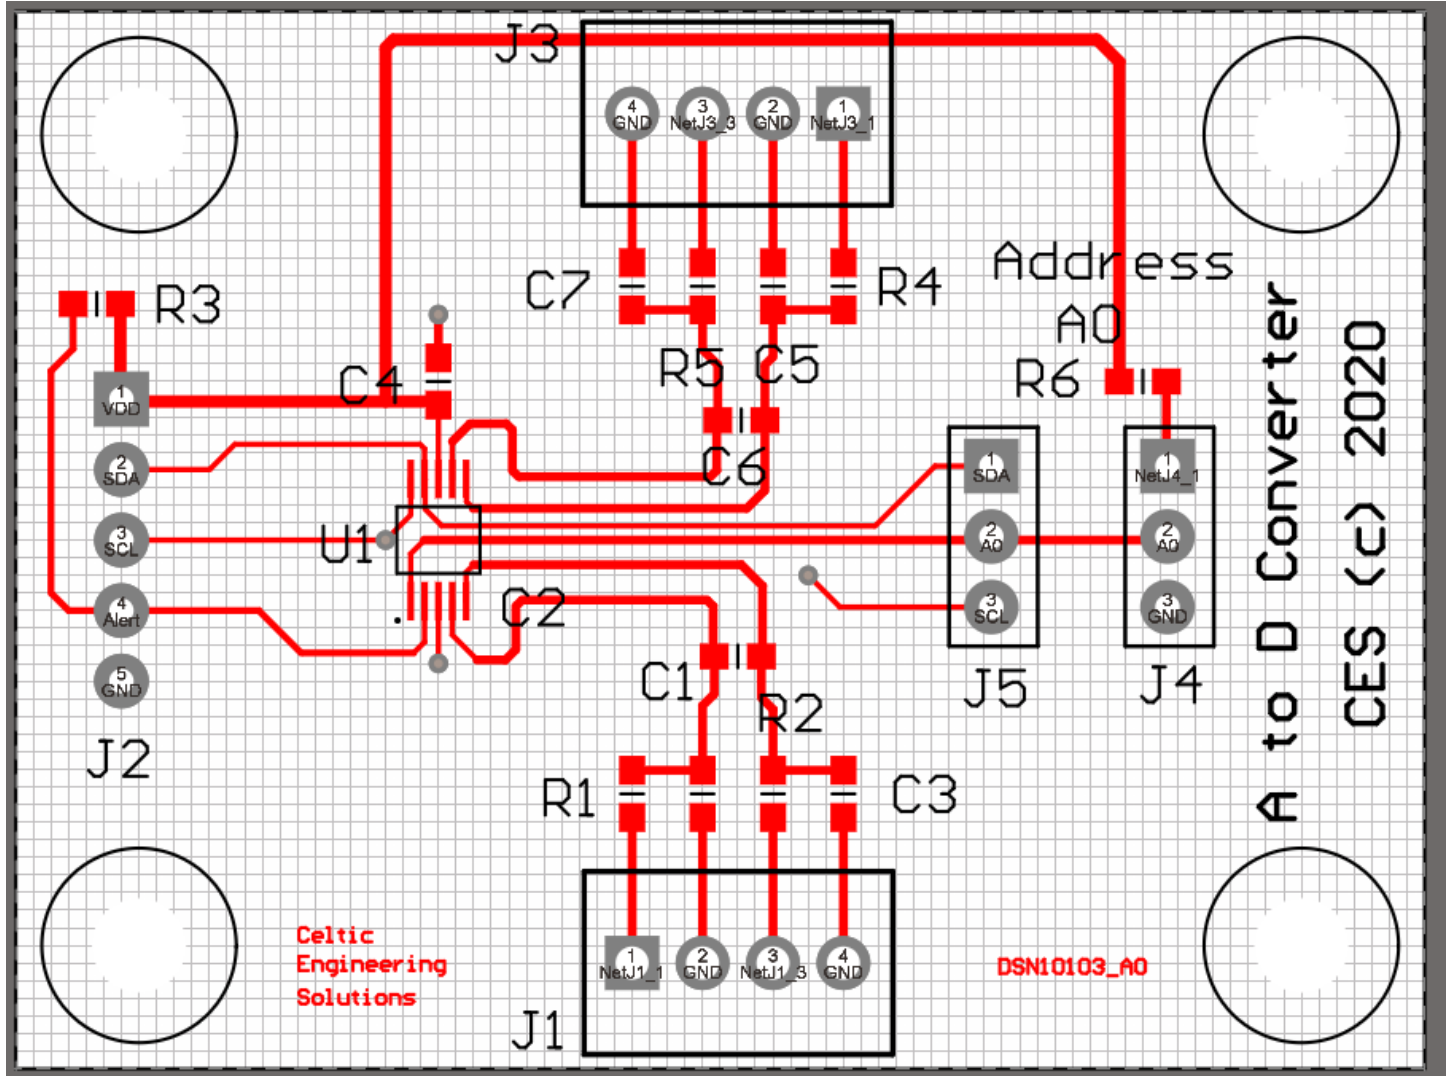 J3
4
GND
3
NetJ3_3
2
GND
1
NetJ3_1
Address
A0
C7
R4
R3
R5
C5
R6
C4
C6
1
VDD
2
SDA
3
SCL
4
Alert
5
GND
J2
U1
C2
1
SDA
2
A0
3
SCL
J5
1
NetJ4_1
2
A0
3
GND
J4
C1
R2
R1
C3
1
NetJ1_1
2
GND
3
NetJ1_3
4
GND
J1
Celtic
Engineering
Solutions
DSN10103_A0
A to D Converter
CES (c) 2020